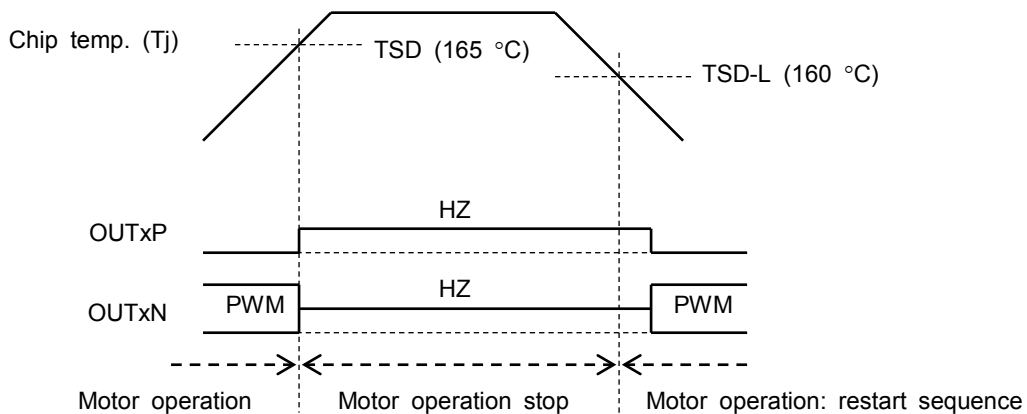 Chip temp. (Tj)
TSD (165 °C)
TSD-L (160 °C)
HZ
OUTxP
HZ
PWM
PWM
OUTxN
Motor operation
Motor operation stop
Motor operation: restart sequence